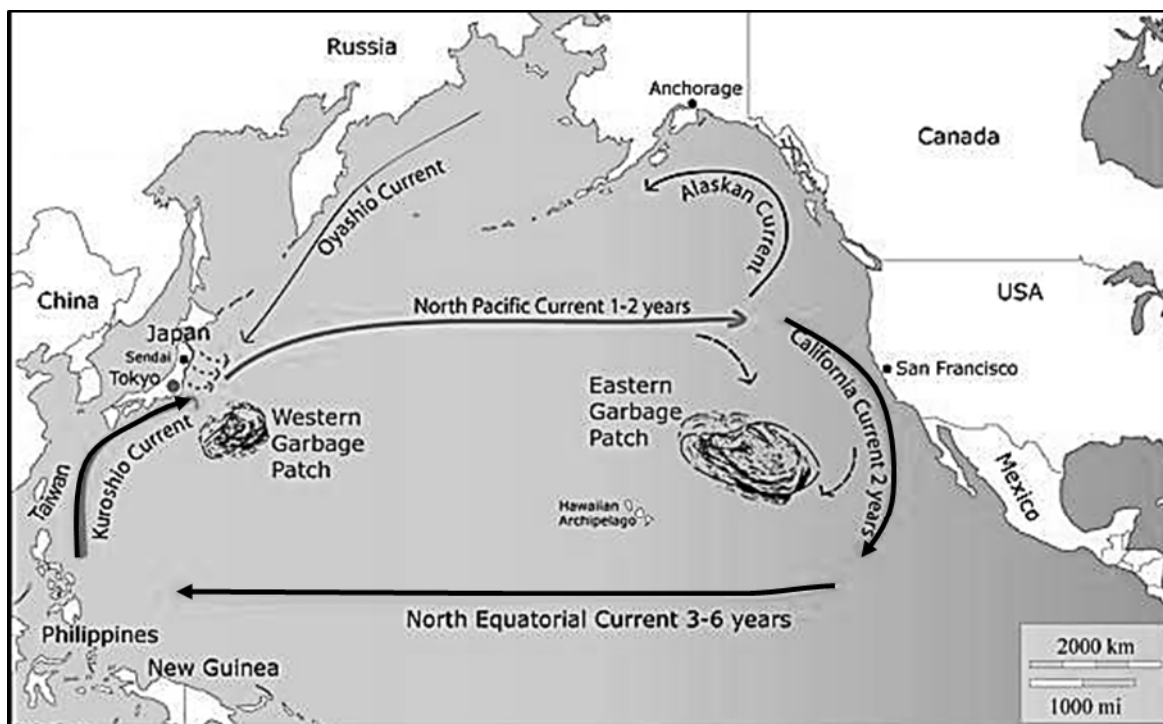 Russia
Anchorage
Canada
Oyashio Current
Alaskan Current
China
USA
North Pacific Current 1-2 years
Japan
Sendai
Tokyo
San Francisco
California Current 2 years
Eastern
Garbage
Patch
Western
Garbage
Patch
Kuroshio Current
Taiwan
Mexico
Hawaiian
Archipelago
North Equatorial Current 3-6 years
Philippines
New Guinea
2000 km
1000 mi